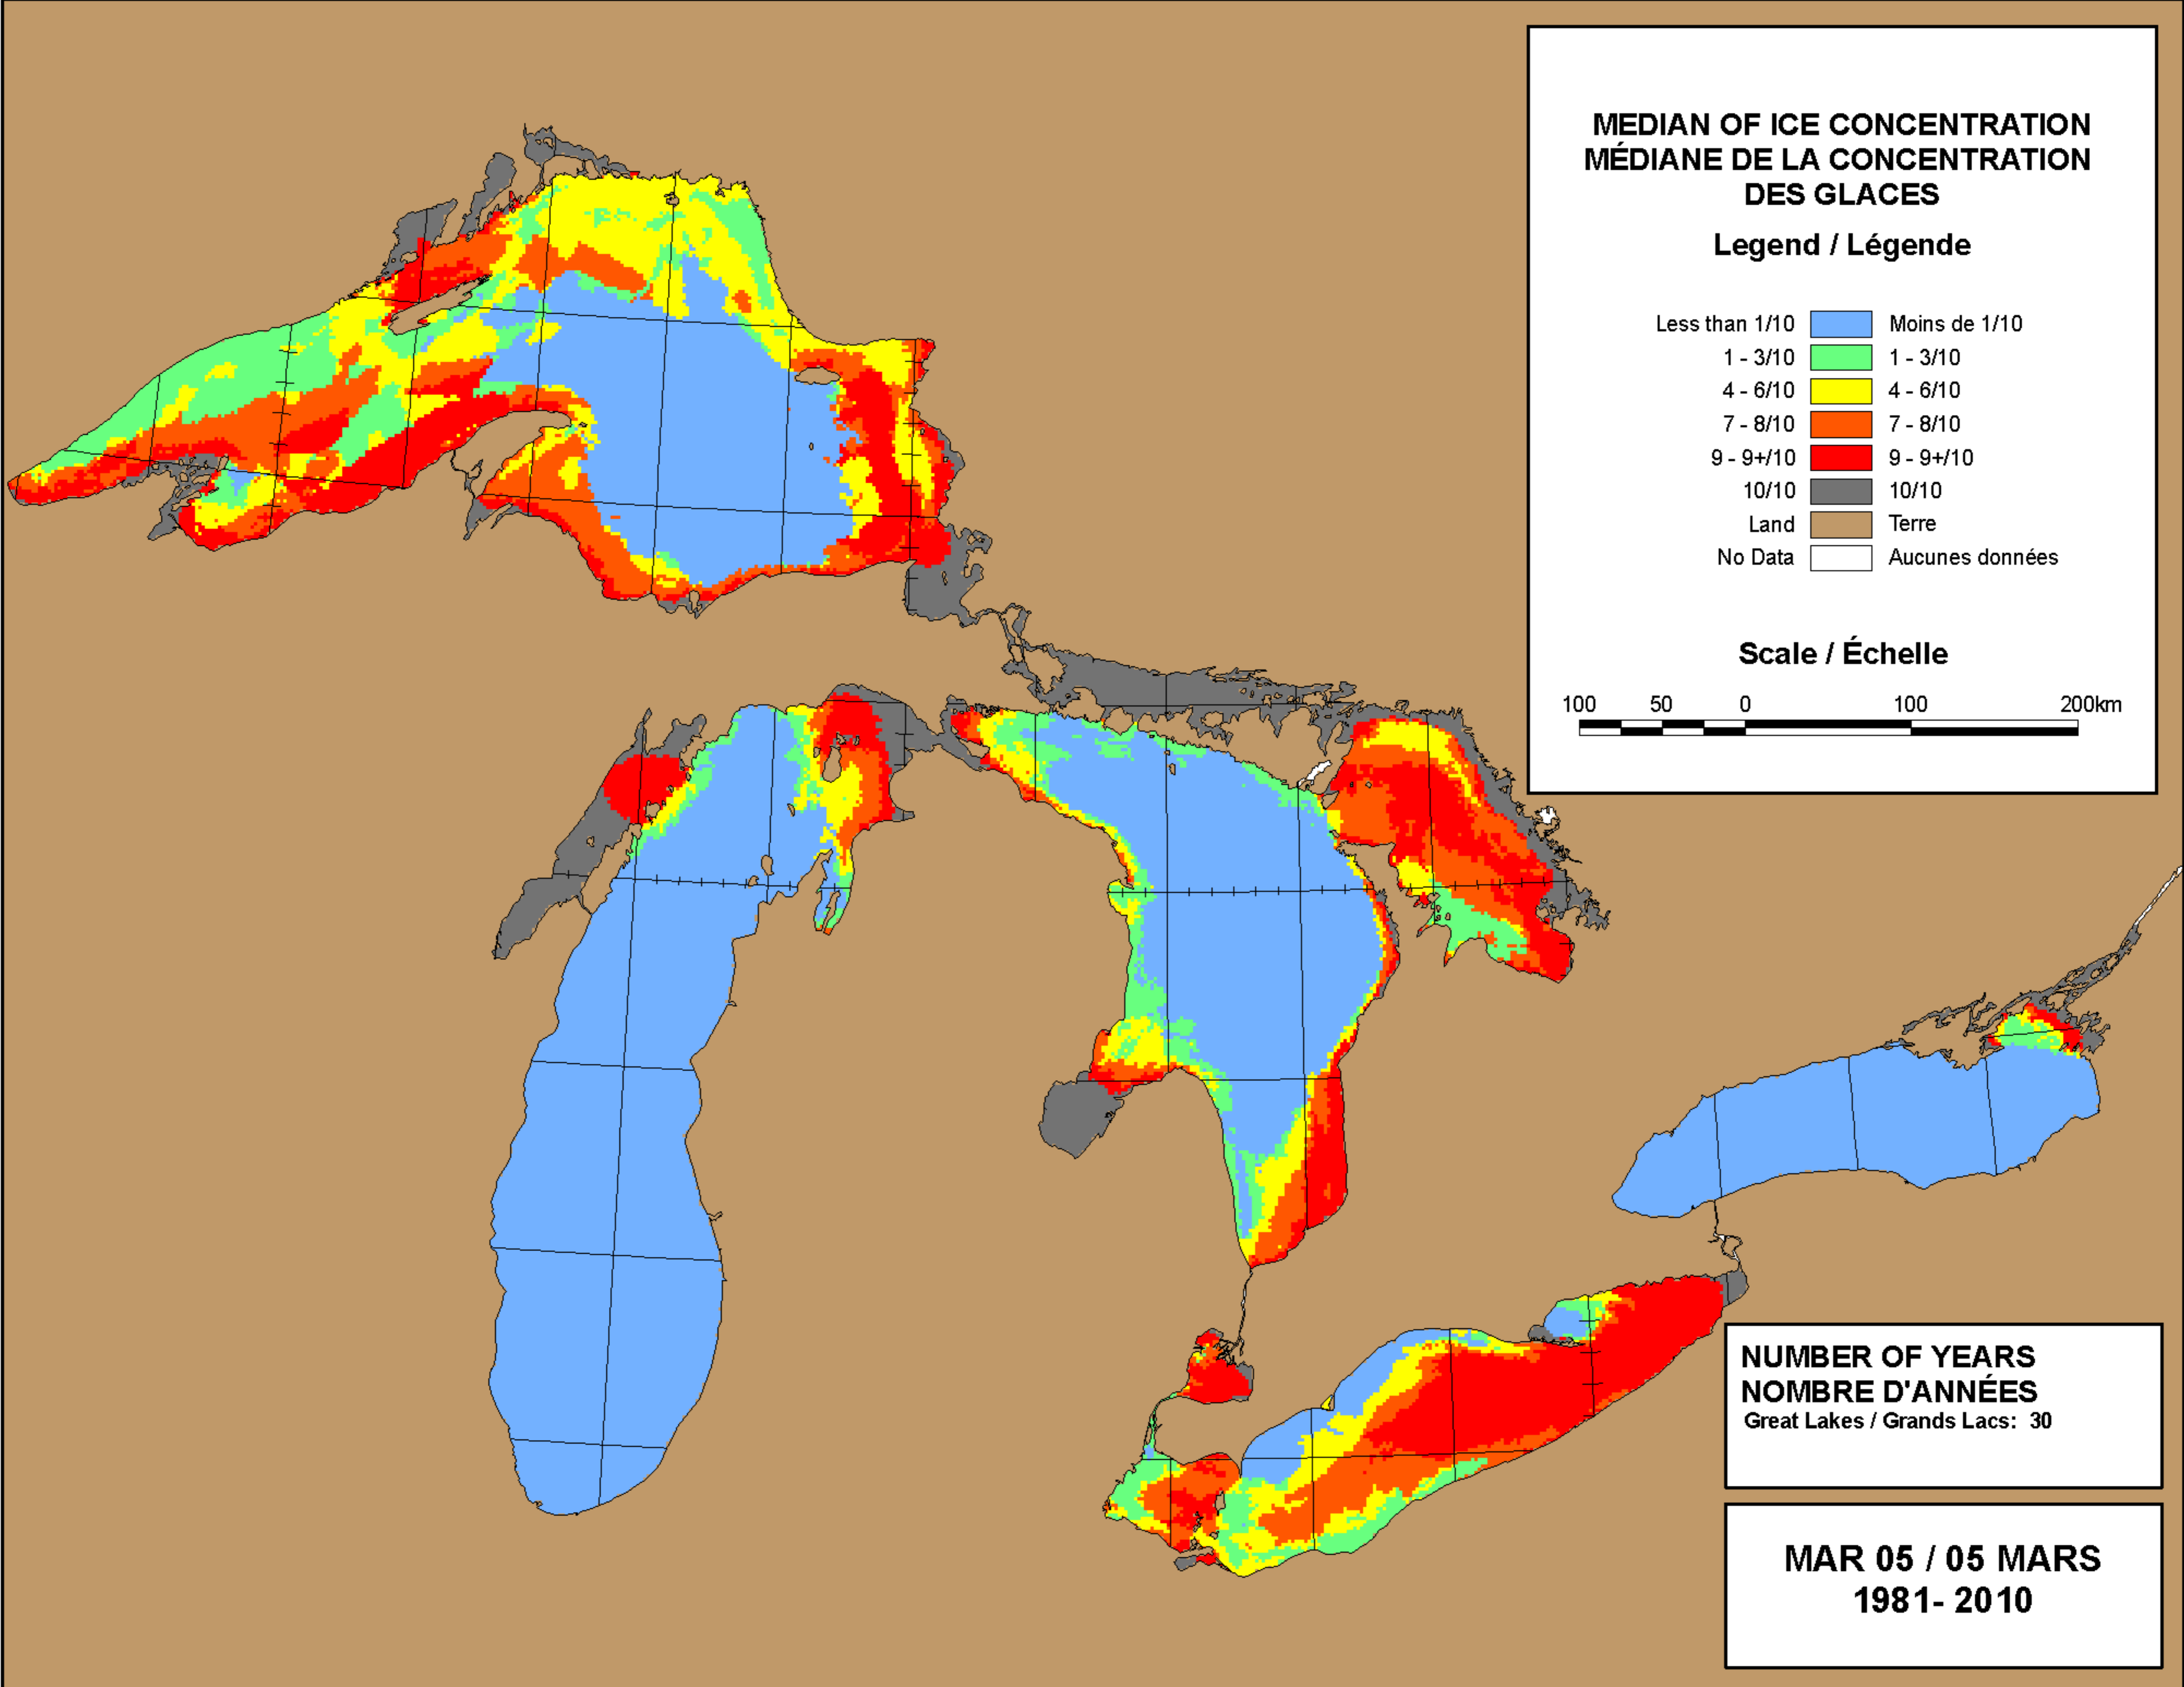 MEDIAN OF ICE CONCENTRATION
MÉDIANE DE LA CONCENTRATION
DES GLACES
Legend / Légende
Less than 1/10 Moins de 1/10
1 - 3/10 1 - 3/10
4 - 6/10 4 - 6/10
7 - 8/10 7 - 8/10
9 - 9+/10 9 - 9+/10
10/10 10/10
Land Terre
No Data Aucunes données
Scale / Échelle
100 50 0 100 200km
NUMBER OF YEARS
NOMBRE D'ANNÉES
Great Lakes / Grands Lacs: 30
MAR 05 / 05 MARS
1981- 2010